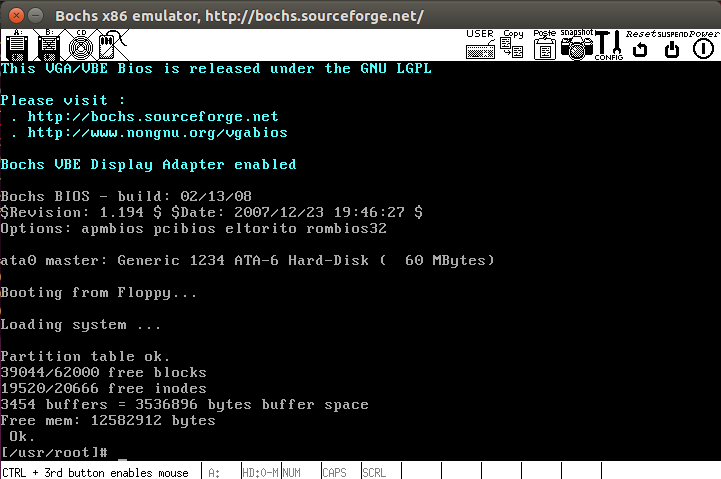 Bochs x86 emulator, http://bochs.sourceforge.net/
A: B: CD USER Copy Paste snapshot CONFIG Reset SUSPEND Power
This VGA/VBE Bios is released under the GNU LGPL
Please visit :
. http://bochs.sourceforge.net
. http://www.nongnu.org/vgabios
Bochs VBE Display Adapter enabled
Bochs BIOS - build: 02/13/08
$Revision: 1.194 $ $Date: 2007/12/23 19:46:27 $
Options: apmbios pcibios eltorito rombios32
ata0 master: Generic 1234 ATA-6 Hard-Disk (  60 MBytes)
Booting from Floppy...
Loading system ...
Partition table ok.
39044/62000 free blocks
19520/20666 free inodes
3454 buffers = 3536896 bytes buffer space
Free mem: 12582912 bytes
Ok.
[/usr/root]# _
CTRL + 3rd button enables mouse A: HD:0-M NUM CAPS SCRL